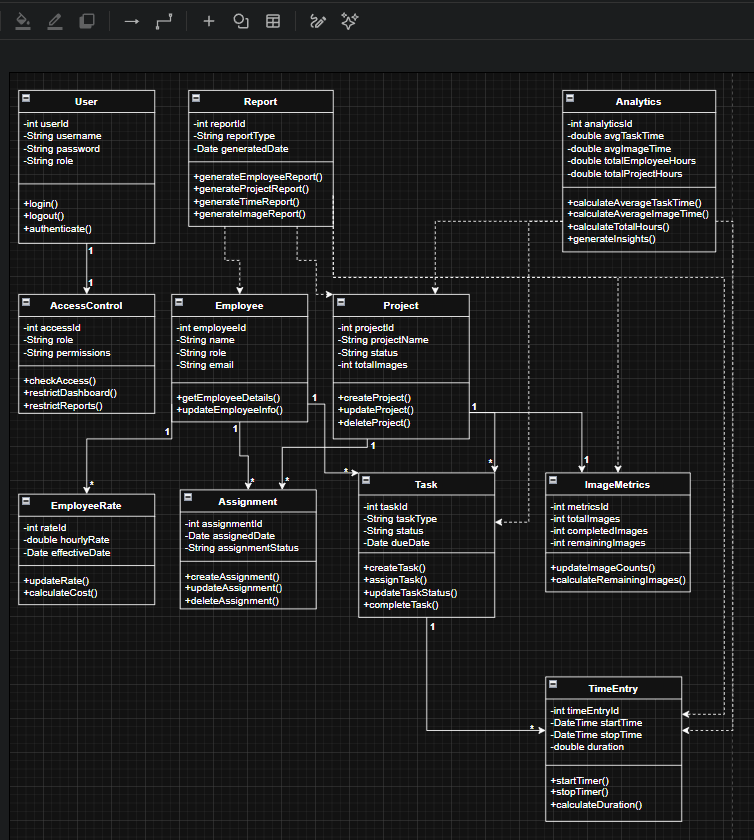 User
-int userId
-String username
-String password
-String role
+login()
+logout()
+authenticate()
Report
-int reportId
-String reportType
-Date generatedDate
+generateEmployeeReport()
+generateProjectReport()
+generateTimeReport()
+generateImageReport()
Analytics
-int analyticsId
-double avgTaskTime
-double avgImageTime
-double totalEmployeeHours
-double totalProjectHours
+calculateAverageTaskTime()
+calculateAverageImageTime()
+calculateTotalHours()
+generateInsights()
1
1
AccessControl
-int accessId
-String role
-String permissions
+checkAccess()
+restrictDashboard()
+restrictReports()
Employee
-int employeeId
-String name
-String role
-String email
+getEmployeeDetails()
+updateEmployeeInfo()
Project
-int projectId
-String projectName
-String status
-int totalImages
+createProject()
+updateProject()
+deleteProject()
1
1
1
1
1
*
*
*
*
*
1
EmployeeRate
-int rateId
-double hourlyRate
-Date effectiveDate
+updateRate()
+calculateCost()
Assignment
-int assignmentId
-Date assignedDate
-String assignmentStatus
+createAssignment()
+updateAssignment()
+deleteAssignment()
Task
-int taskId
-String taskType
-String status
-Date dueDate
+createTask()
+assignTask()
+updateTaskStatus()
+completeTask()
ImageMetrics
-int metricsId
-int totalImages
-int completedImages
-int remainingImages
+updateImageCounts()
+calculateRemainingImages()
1
*
TimeEntry
-int timeEntryId
-DateTime startTime
-DateTime stopTime
-double duration
+startTimer()
+stopTimer()
+calculateDuration()